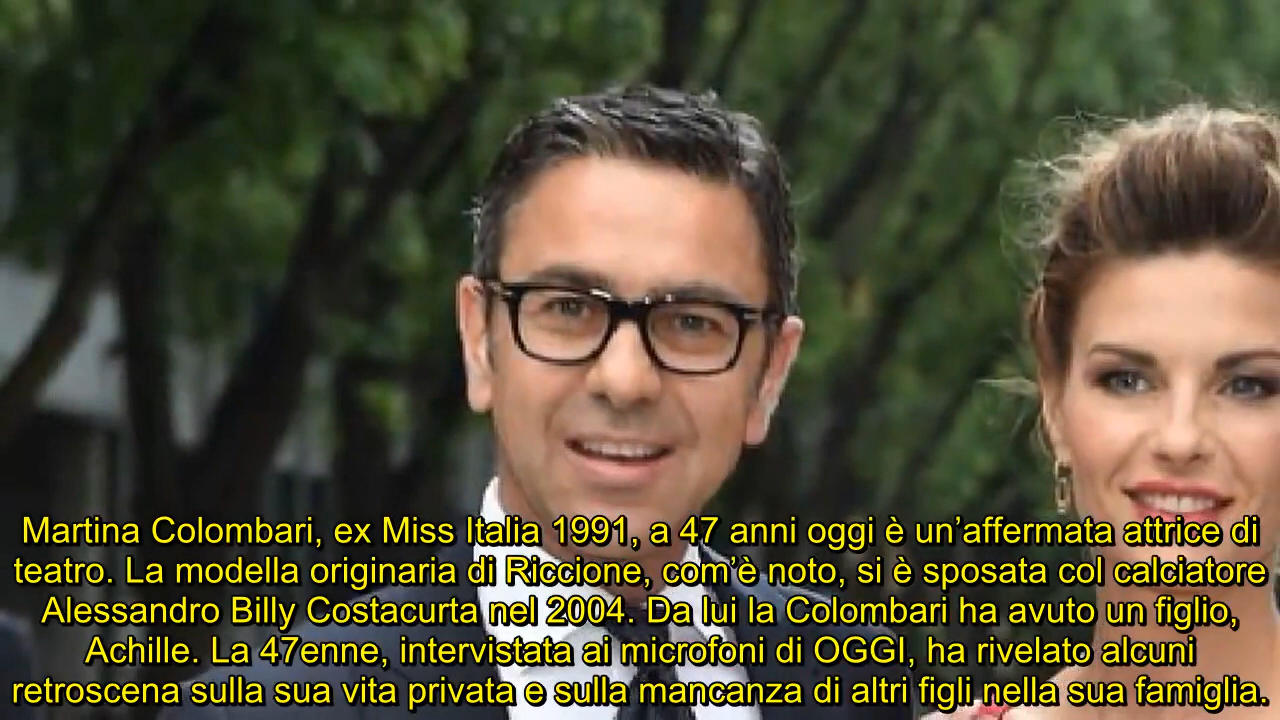 Martina Colombari, ex Miss Italia 1991, a 47 anni oggi è un’affermata attrice di
teatro. La modella originaria di Riccione, com’è noto, si è sposata col calciatore
Alessandro Billy Costacurta nel 2004. Da lui la Colombari ha avuto un figlio,
Achille. La 47enne, intervistata ai microfoni di OGGI, ha rivelato alcuni
retroscena sulla sua vita privata e sulla mancanza di altri figli nella sua famiglia.